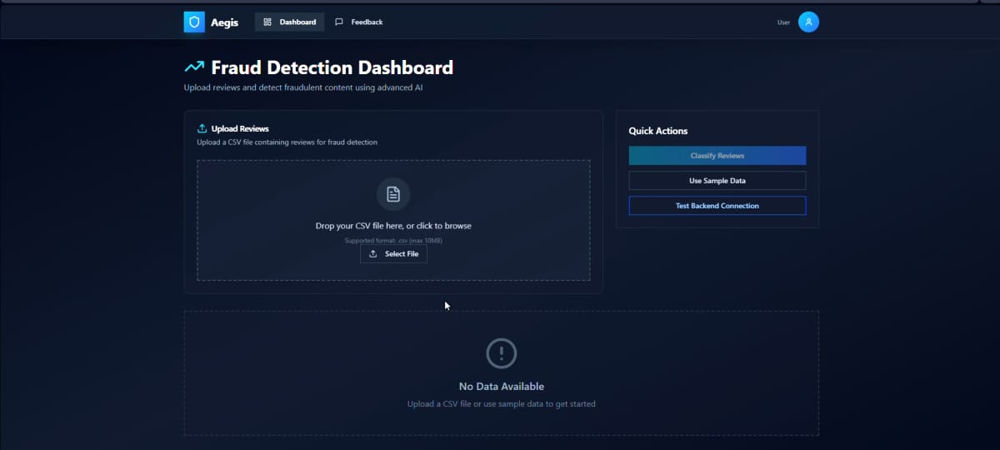 Aegis
Dashboard
Feedback
User
Fraud Detection Dashboard
Upload reviews and detect fraudulent content using advanced AI
Upload Reviews
Upload a CSV file containing reviews for fraud detection
Drop your CSV file here, or click to browse
Supported format: .csv (max 10MB)
Select File
Quick Actions
Classify Reviews
Use Sample Data
Test Backend Connection
No Data Available
Upload a CSV file or use sample data to get started